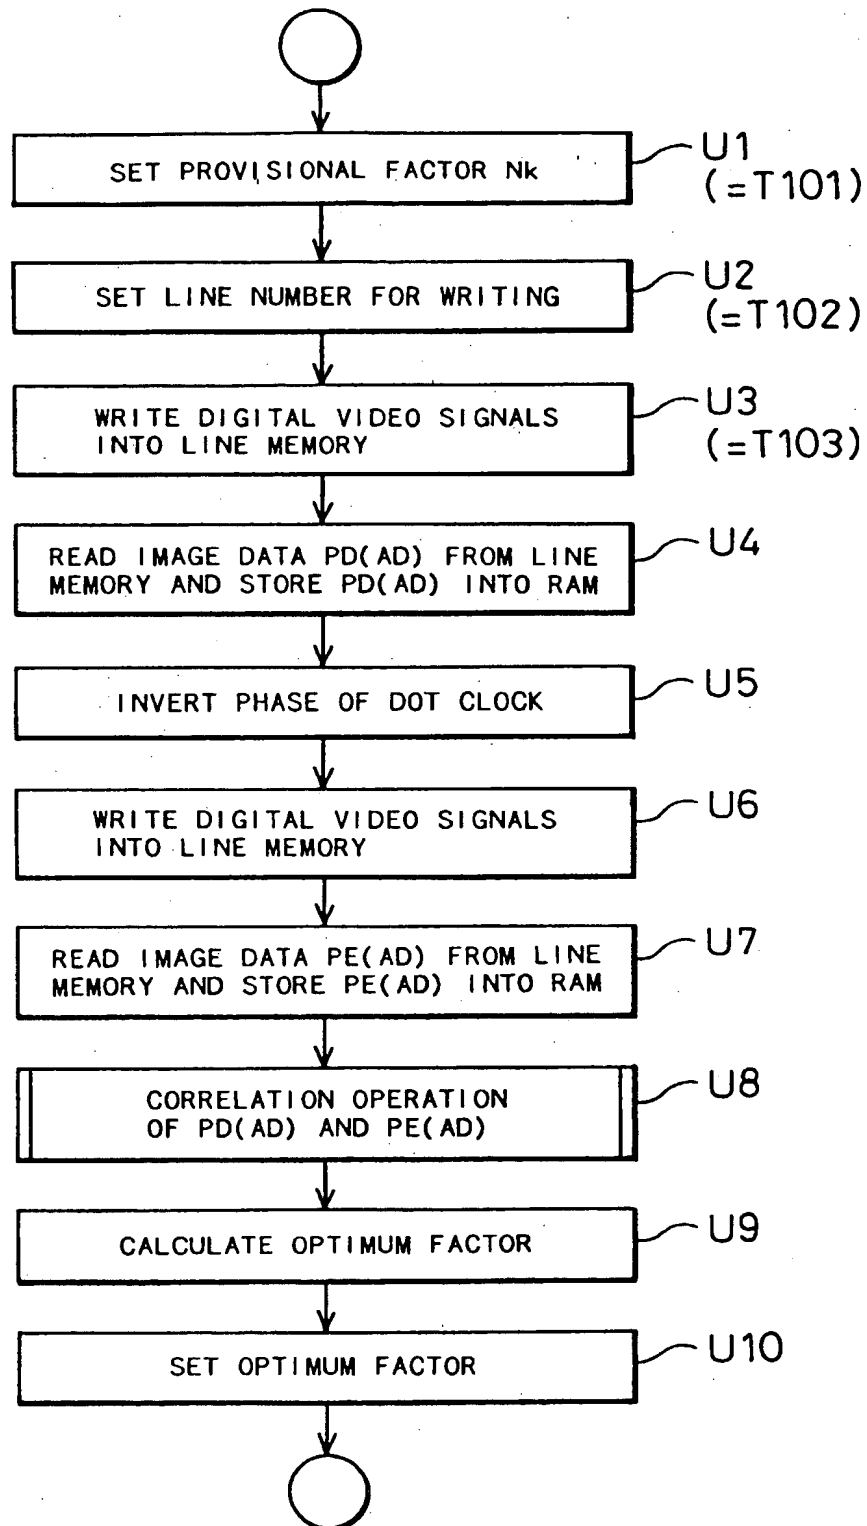 SET PROVISIONAL FACTOR Nk
U1
(=T101)
SET LINE NUMBER FOR WRITING
U2
(=T102)
WRITE DIGITAL VIDEO SIGNALS
INTO LINE MEMORY
U3
(=T103)
READ IMAGE DATA PD(AD) FROM LINE
MEMORY AND STORE PD(AD) INTO RAM
U4
INVERT PHASE OF DOT CLOCK
U5
WRITE DIGITAL VIDEO SIGNALS
INTO LINE MEMORY
U6
READ IMAGE DATA PE(AD) FROM LINE
MEMORY AND STORE PE(AD) INTO RAM
U7
CORRELATION OPERATION
OF PD(AD) AND PE(AD)
U8
CALCULATE OPTIMUM FACTOR
U9
SET OPTIMUM FACTOR
U10